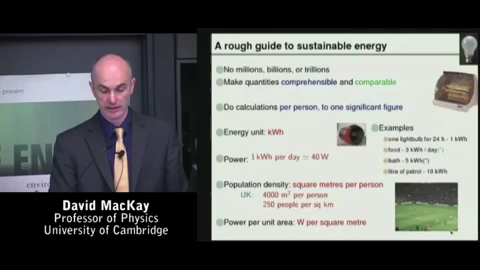 present
EN
enviro
David MacKay
Professor of Physics
University of Cambridge
A rough guide to sustainable energy
No millions, billions, or trillions
Make quantities comprehensible and comparable
Do calculations per person, to one significant figure
Energy unit: kWh
Power: 1 kWh per day ≃ 40 W
Population density: square metres per person
UK: 4000 m² per person
250 people per sq km
Power per unit area: W per square metre
Examples
one lightbulb for 24 h - 1 kWh
food - 3 kWh / day(*)
bath - 5 kWh(*)
litre of petrol - 10 kWh